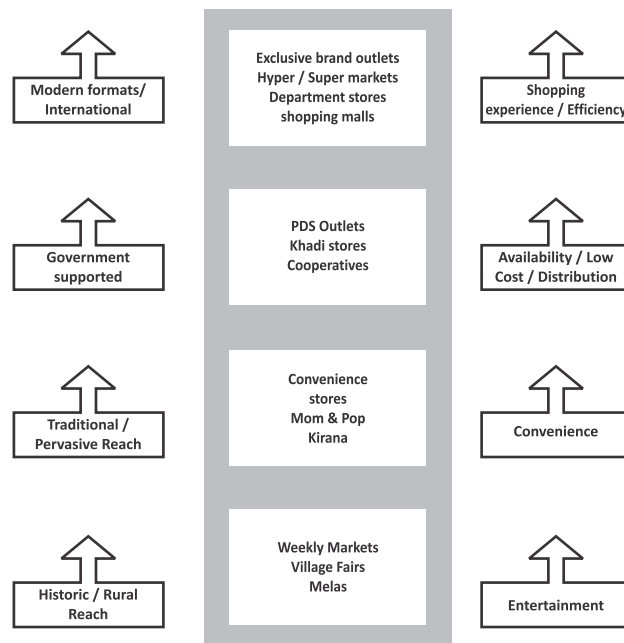 Modern formats/
International
Exclusive brand outlets
Hyper / Super markets
Department stores
shopping malls
Shopping
experience / Efficiency
Government
supported
PDS Outlets
Khadi stores
Cooperatives
Availability / Low
Cost / Distribution
Traditional /
Pervasive Reach
Convenience
stores
Mom & Pop
Kirana
Convenience
Historic / Rural
Reach
Weekly Markets
Village Fairs
Melas
Entertainment